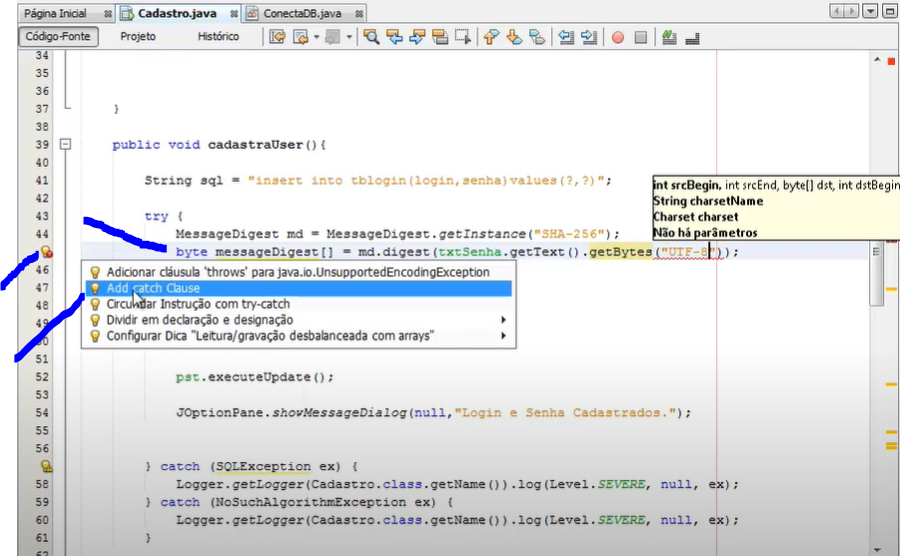 Página Inicial Cadastro.java ConectaDB.java
Código-Fonte Projeto Histórico
34
35
36
37 }
38
39 public void cadastraUser(){
40
41 String sql = "insert into tblogin(login,senha)values(?,?)";
42
43 try {
44 MessageDigest md = MessageDigest.getInstance("SHA-256");
byte messageDigest[] = md.digest(txtSenha.getText().getBytes("UTF-8"));
int srcBegin, int srcEnd, byte[] dst, int dstBegin
String charsetName
Charset charset
Não há parâmetros
46 Adicionar cláusula 'throws' para java.io.UnsupportedEncodingException
47 Add catch Clause
48 Circundar Instrução com try-catch
49 Dividir em declaração e designação
50 Configurar Dica "Leitura/gravação desbalanceada com arrays"
51
52 pst.executeUpdate();
53
54 JOptionPane.showMessageDialog(null,"Login e Senha Cadastrados.");
55
56
} catch (SQLException ex) {
58 Logger.getLogger(Cadastro.class.getName()).log(Level.SEVERE, null, ex);
59 } catch (NoSuchAlgorithmException ex) {
60 Logger.getLogger(Cadastro.class.getName()).log(Level.SEVERE, null, ex);
61 }
62